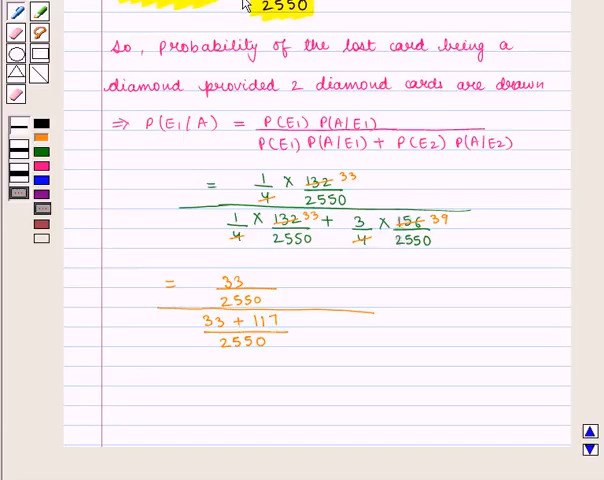 2550
So, probability of the lost card being a
diamond provided 2 diamond cards are drawn
⇒ P(E1/A) = P(E1) P(A/E1)
P(E1) P(A/E1) + P(E2) P(A/E2)
= 1/4 × 132/2550 33
1/4 × 132/2550 33 + 3/4 × 156/2550 39
= 33/2550
33 + 117
2550